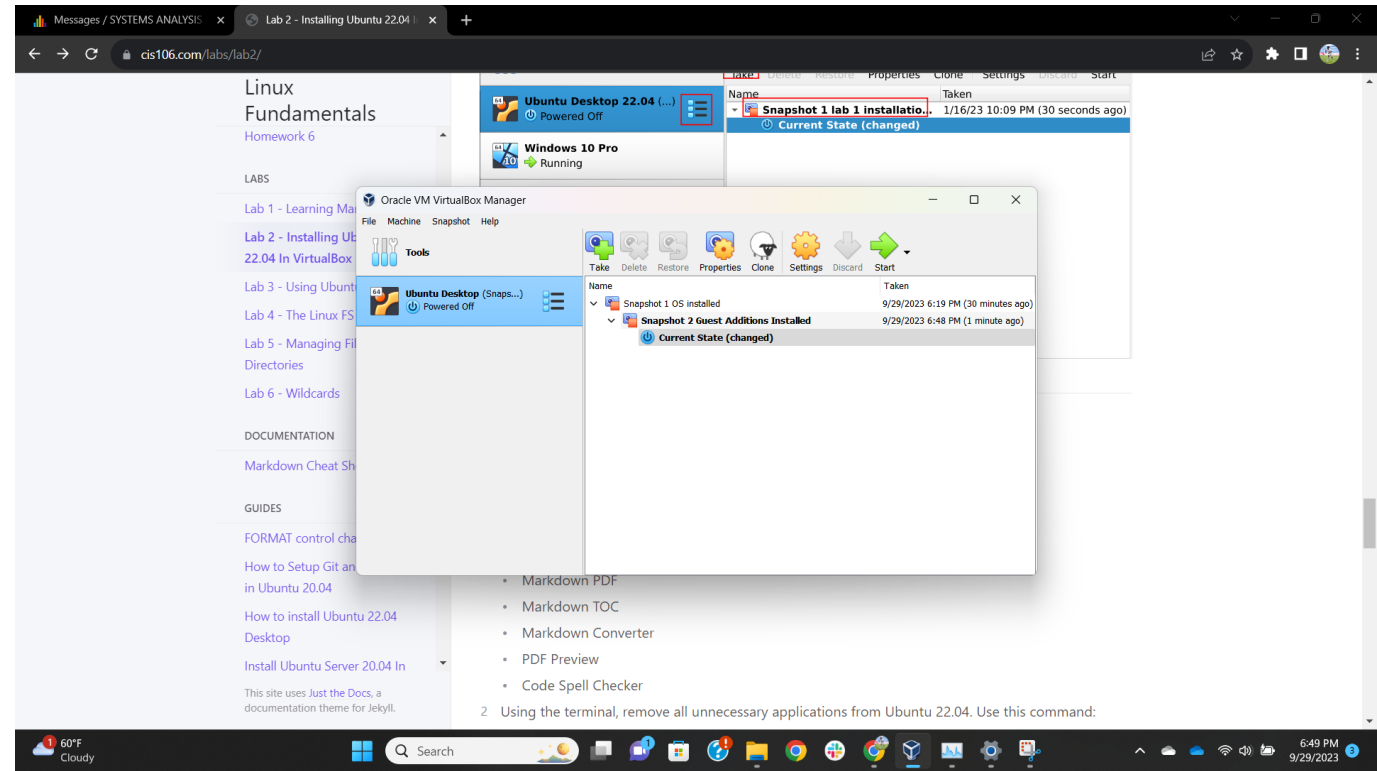 Messages / SYSTEMS ANALYSIS
Lab 2 - Installing Ubuntu 22.04 I
cis106.com/labs/lab2/
Linux
Fundamentals
Homework 6
LABS
Lab 1 - Learning Ma
Lab 2 - Installing Ub
22.04 In VirtualBox
Lab 3 - Using Ubunt
Lab 4 - The Linux FS
Lab 5 - Managing Fil
Directories
Lab 6 - Wildcards
DOCUMENTATION
Markdown Cheat Sh
GUIDES
FORMAT control cha
How to Setup Git an
in Ubuntu 20.04
How to install Ubuntu 22.04
Desktop
Install Ubuntu Server 20.04 In
This site uses Just the Docs, a
documentation theme for Jekyll.
Take Delete Restore Properties Clone Settings Discard Start
Ubuntu Desktop 22.04 (...)
Powered Off
Windows 10 Pro
Running
Name Taken
Snapshot 1 lab 1 installatio... 1/16/23 10:09 PM (30 seconds ago)
Current State (changed)
Oracle VM VirtualBox Manager
File Machine Snapshot Help
Tools
Take Delete Restore Properties Clone Settings Discard Start
64
Ubuntu Desktop (Snaps...)
Powered Off
Name Taken
Snapshot 1 OS installed 9/29/2023 6:19 PM (30 minutes ago)
Snapshot 2 Guest Additions Installed 9/29/2023 6:48 PM (1 minute ago)
Current State (changed)
• Markdown PDF
• Markdown TOC
• Markdown Converter
• PDF Preview
• Code Spell Checker
2 Using the terminal, remove all unnecessary applications from Ubuntu 22.04. Use this command:
1
60°F
Cloudy
Search
1
6:49 PM
9/29/2023
3